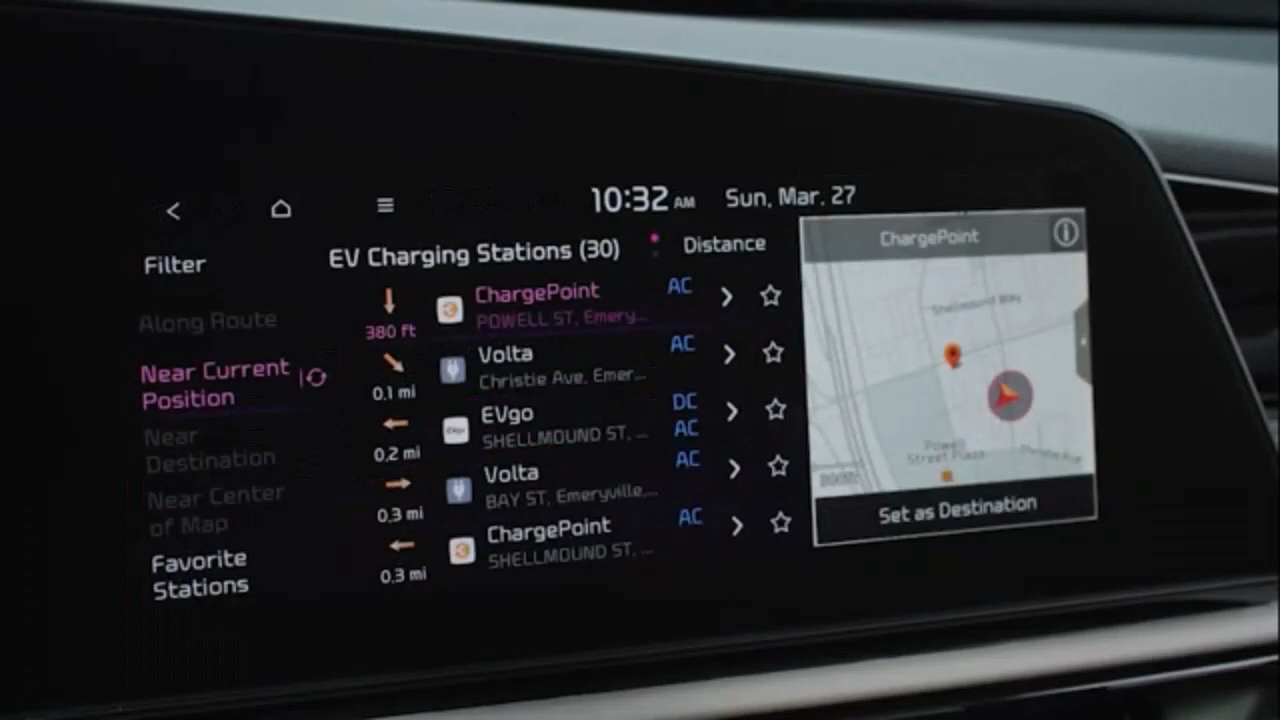 10:32 AM Sun, Mar. 27
Filter
EV Charging Stations (30)
Distance
Along Route
Near Current
Position
Near
Destination
Near Center
of Map
Favorite
Stations
380 ft
ChargePoint
AC
POWELL ST, Emery...
0.1 mi
Volta
AC
Christie Ave, Emer...
0.2 mi
EVgo
DC
AC
SHELLMOUND ST, ...
0.3 mi
Volta
AC
BAY ST, Emeryville,...
0.3 mi
ChargePoint
AC
SHELLMOUND ST, ...
ChargePoint
Shellmound Way
Powell
Street Plaza
Christie Ave
Set as Destination